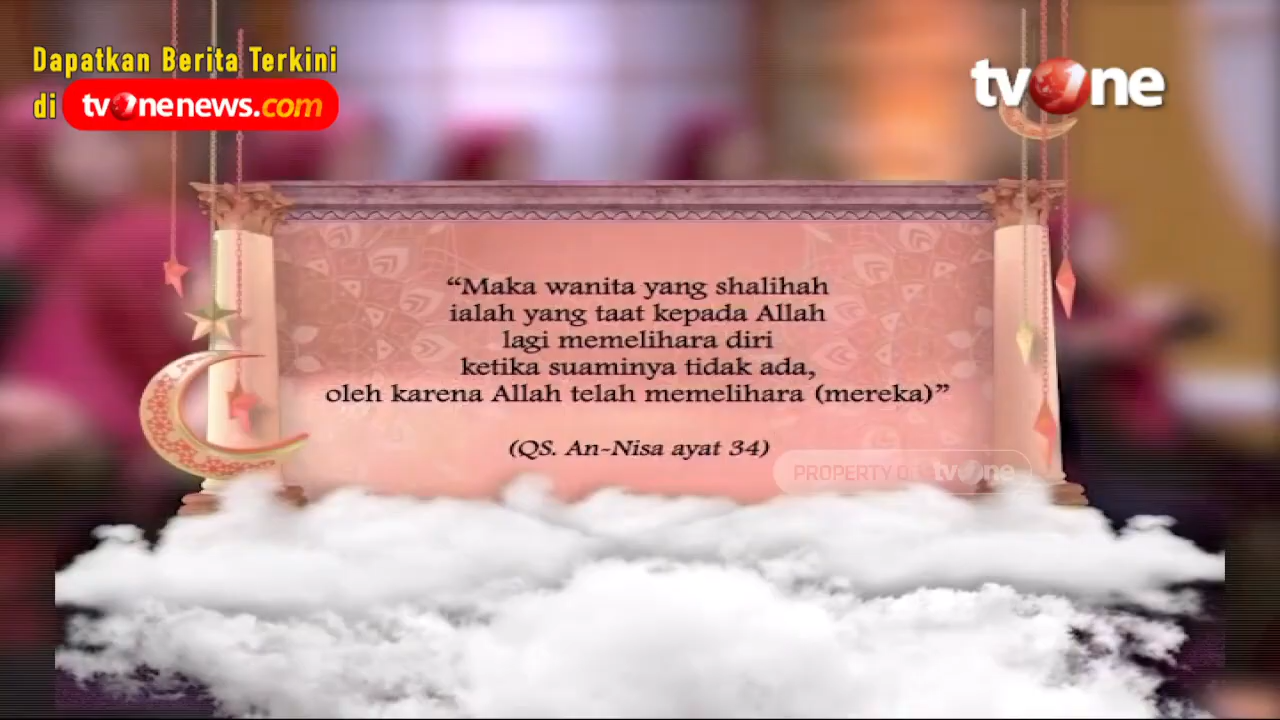 Dapatkan Berita Terkini
di tvOnenews.com
tvOne
“Maka wanita yang shalihah
ialah yang taat kepada Allah
lagi memelihara diri
ketika suaminya tidak ada,
oleh karena Allah telah memelihara (mereka)”
(QS. An-Nisa ayat 34)
PROPERTY OF tvOne